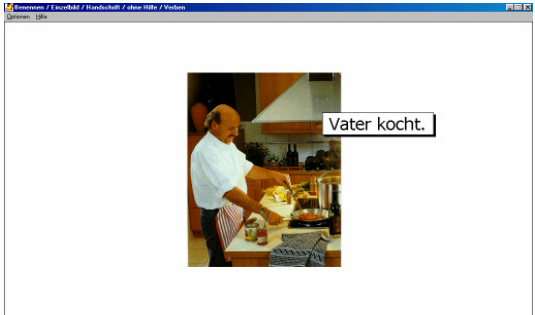 Benennen / Einzelbild / Handschrift / ohne Hilfe / Verben
Optionen Hilfe
Vater kocht.